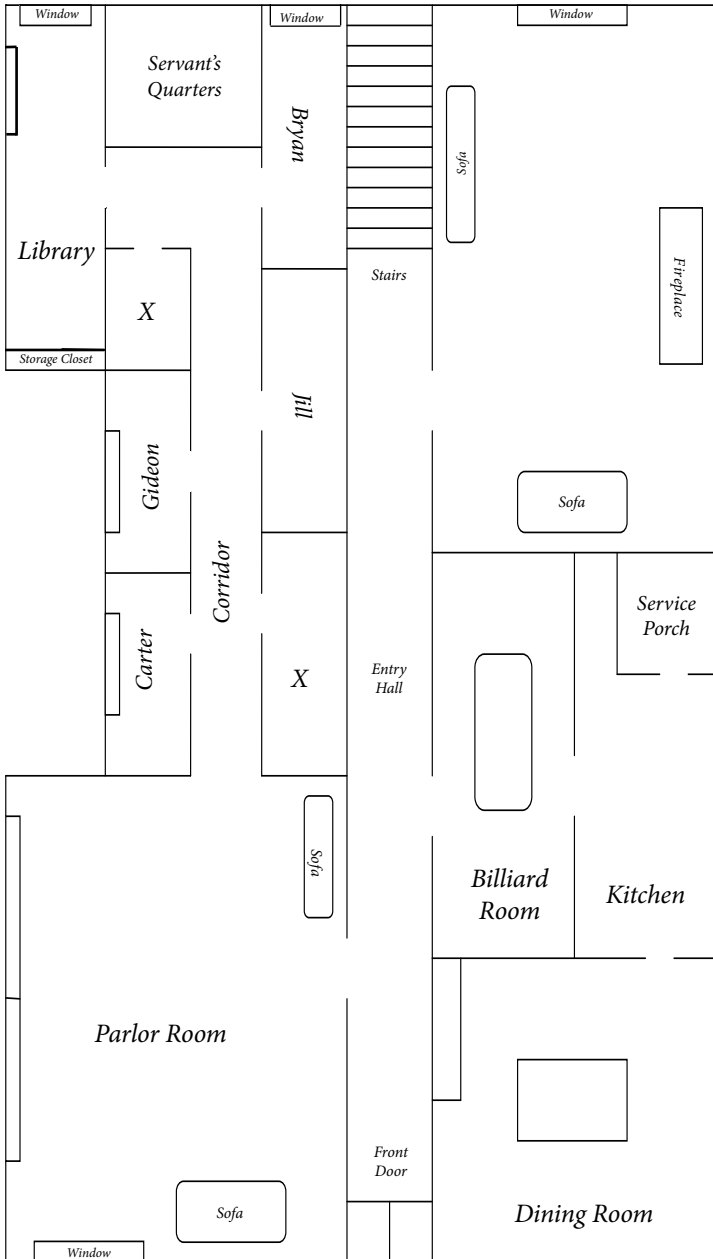 Window
Window
Window
Servant's
Quarters
Bryan
Sofa
Library
Stairs
Fireplace
X
Storage Closet
Jill
Gideon
Sofa
Corridor
Service
Porch
Carter
X
Entry
Hall
Sofa
Billiard
Room
Kitchen
Parlor Room
Front
Door
Sofa
Dining Room
Window